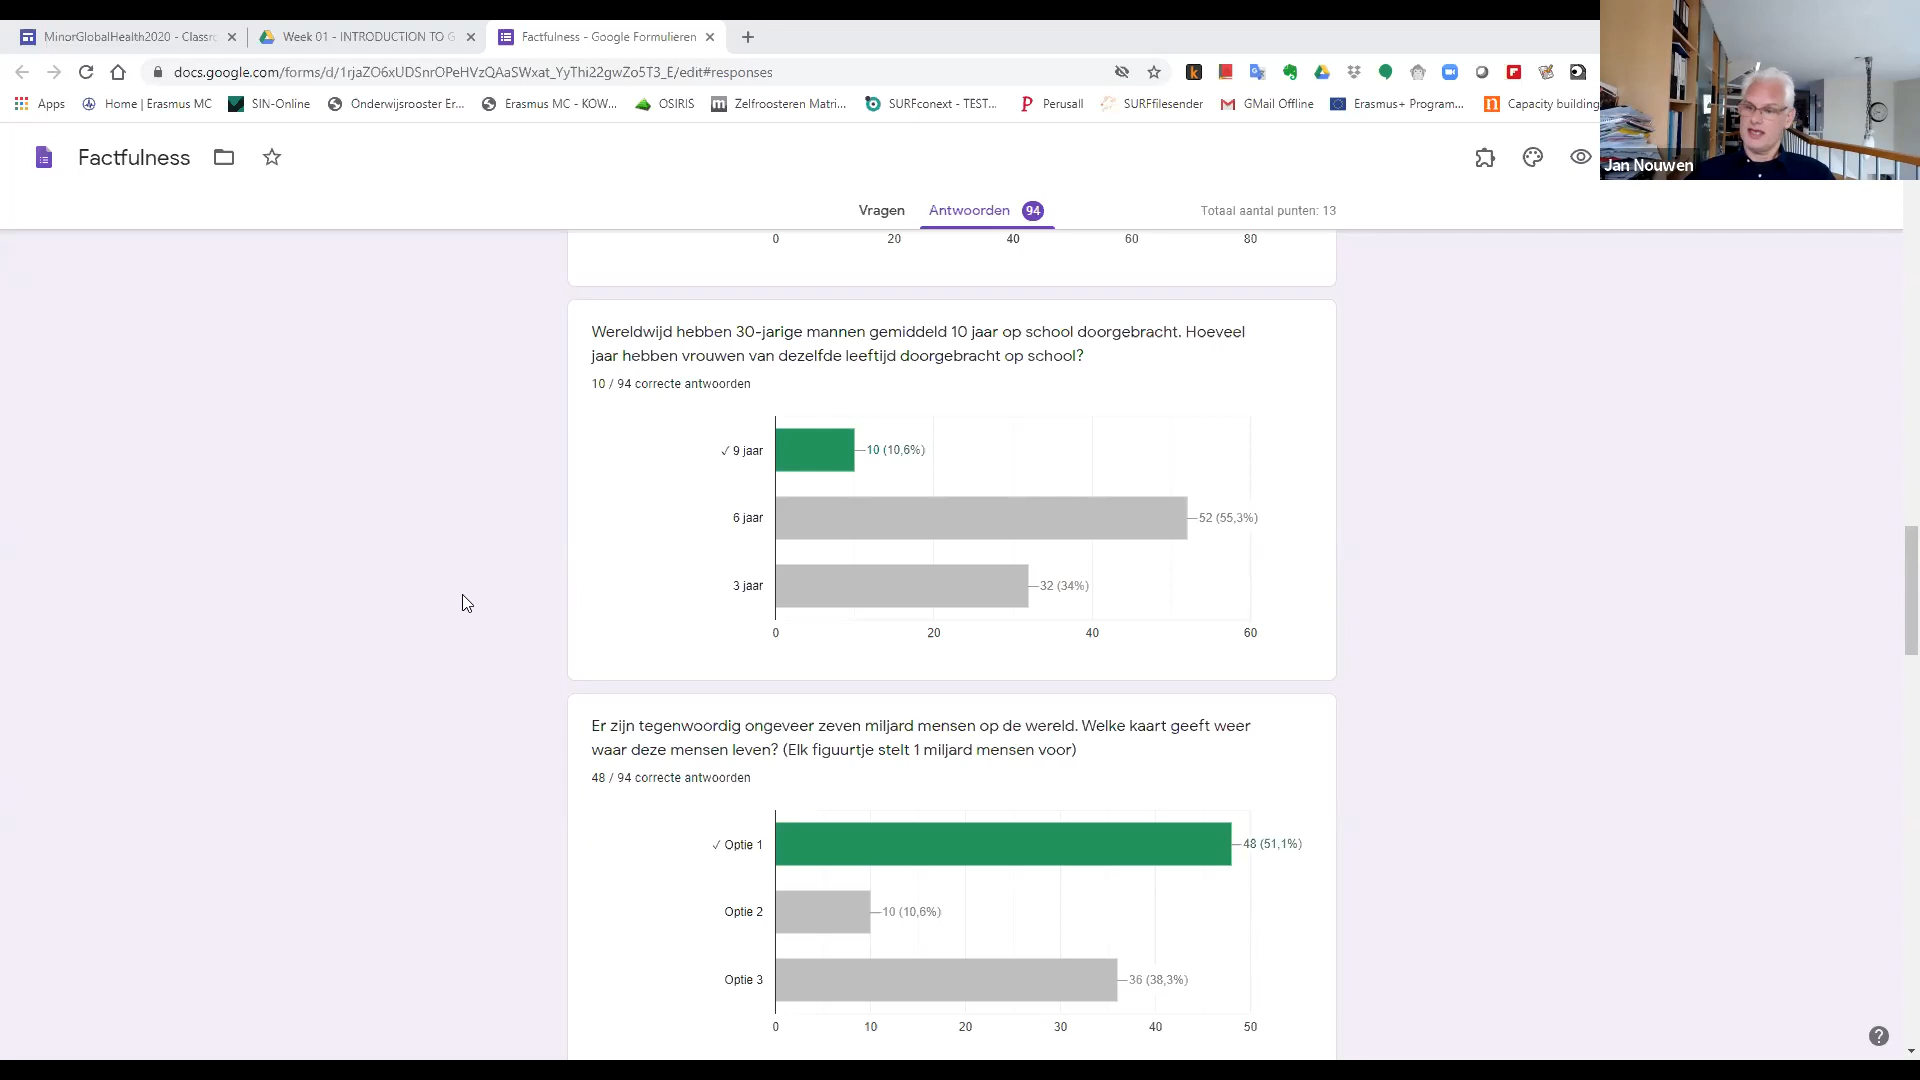 MinorGlobalHealth2020 - Classr
Week 01 - INTRODUCTION TO G
Factfulness - Google Formulieren
docs.google.com/forms/d/1rjaZO6xUDSnrOPeHVzQAaSWxat_YyThi22gwZo5T3_E/edit#responses
Apps
Home | Erasmus MC
SIN-Online
Onderwijsrooster Er...
Erasmus MC - KOW...
OSIRIS
Zelfroosteren Matri...
SURFconext - TEST...
Perusall
SURFfilesender
GMail Offline
Erasmus+ Program...
Capacity building
Jan Nouwen
Factfulness
Vragen
Antwoorden 94
Totaal aantal punten: 13
0 20 40 60 80
Wereldwijd hebben 30-jarige mannen gemiddeld 10 jaar op school doorgebracht. Hoeveel
jaar hebben vrouwen van dezelfde leeftijd doorgebracht op school?
10 / 94 correcte antwoorden
✓ 9 jaar 10 (10,6%)
6 jaar 52 (55,3%)
3 jaar 32 (34%)
0 20 40 60
Er zijn tegenwoordig ongeveer zeven miljard mensen op de wereld. Welke kaart geeft weer
waar deze mensen leven? (Elk figuurtje stelt 1 miljard mensen voor)
48 / 94 correcte antwoorden
✓ Optie 1 48 (51,1%)
Optie 2 10 (10,6%)
Optie 3 36 (38,3%)
0 10 20 30 40 50